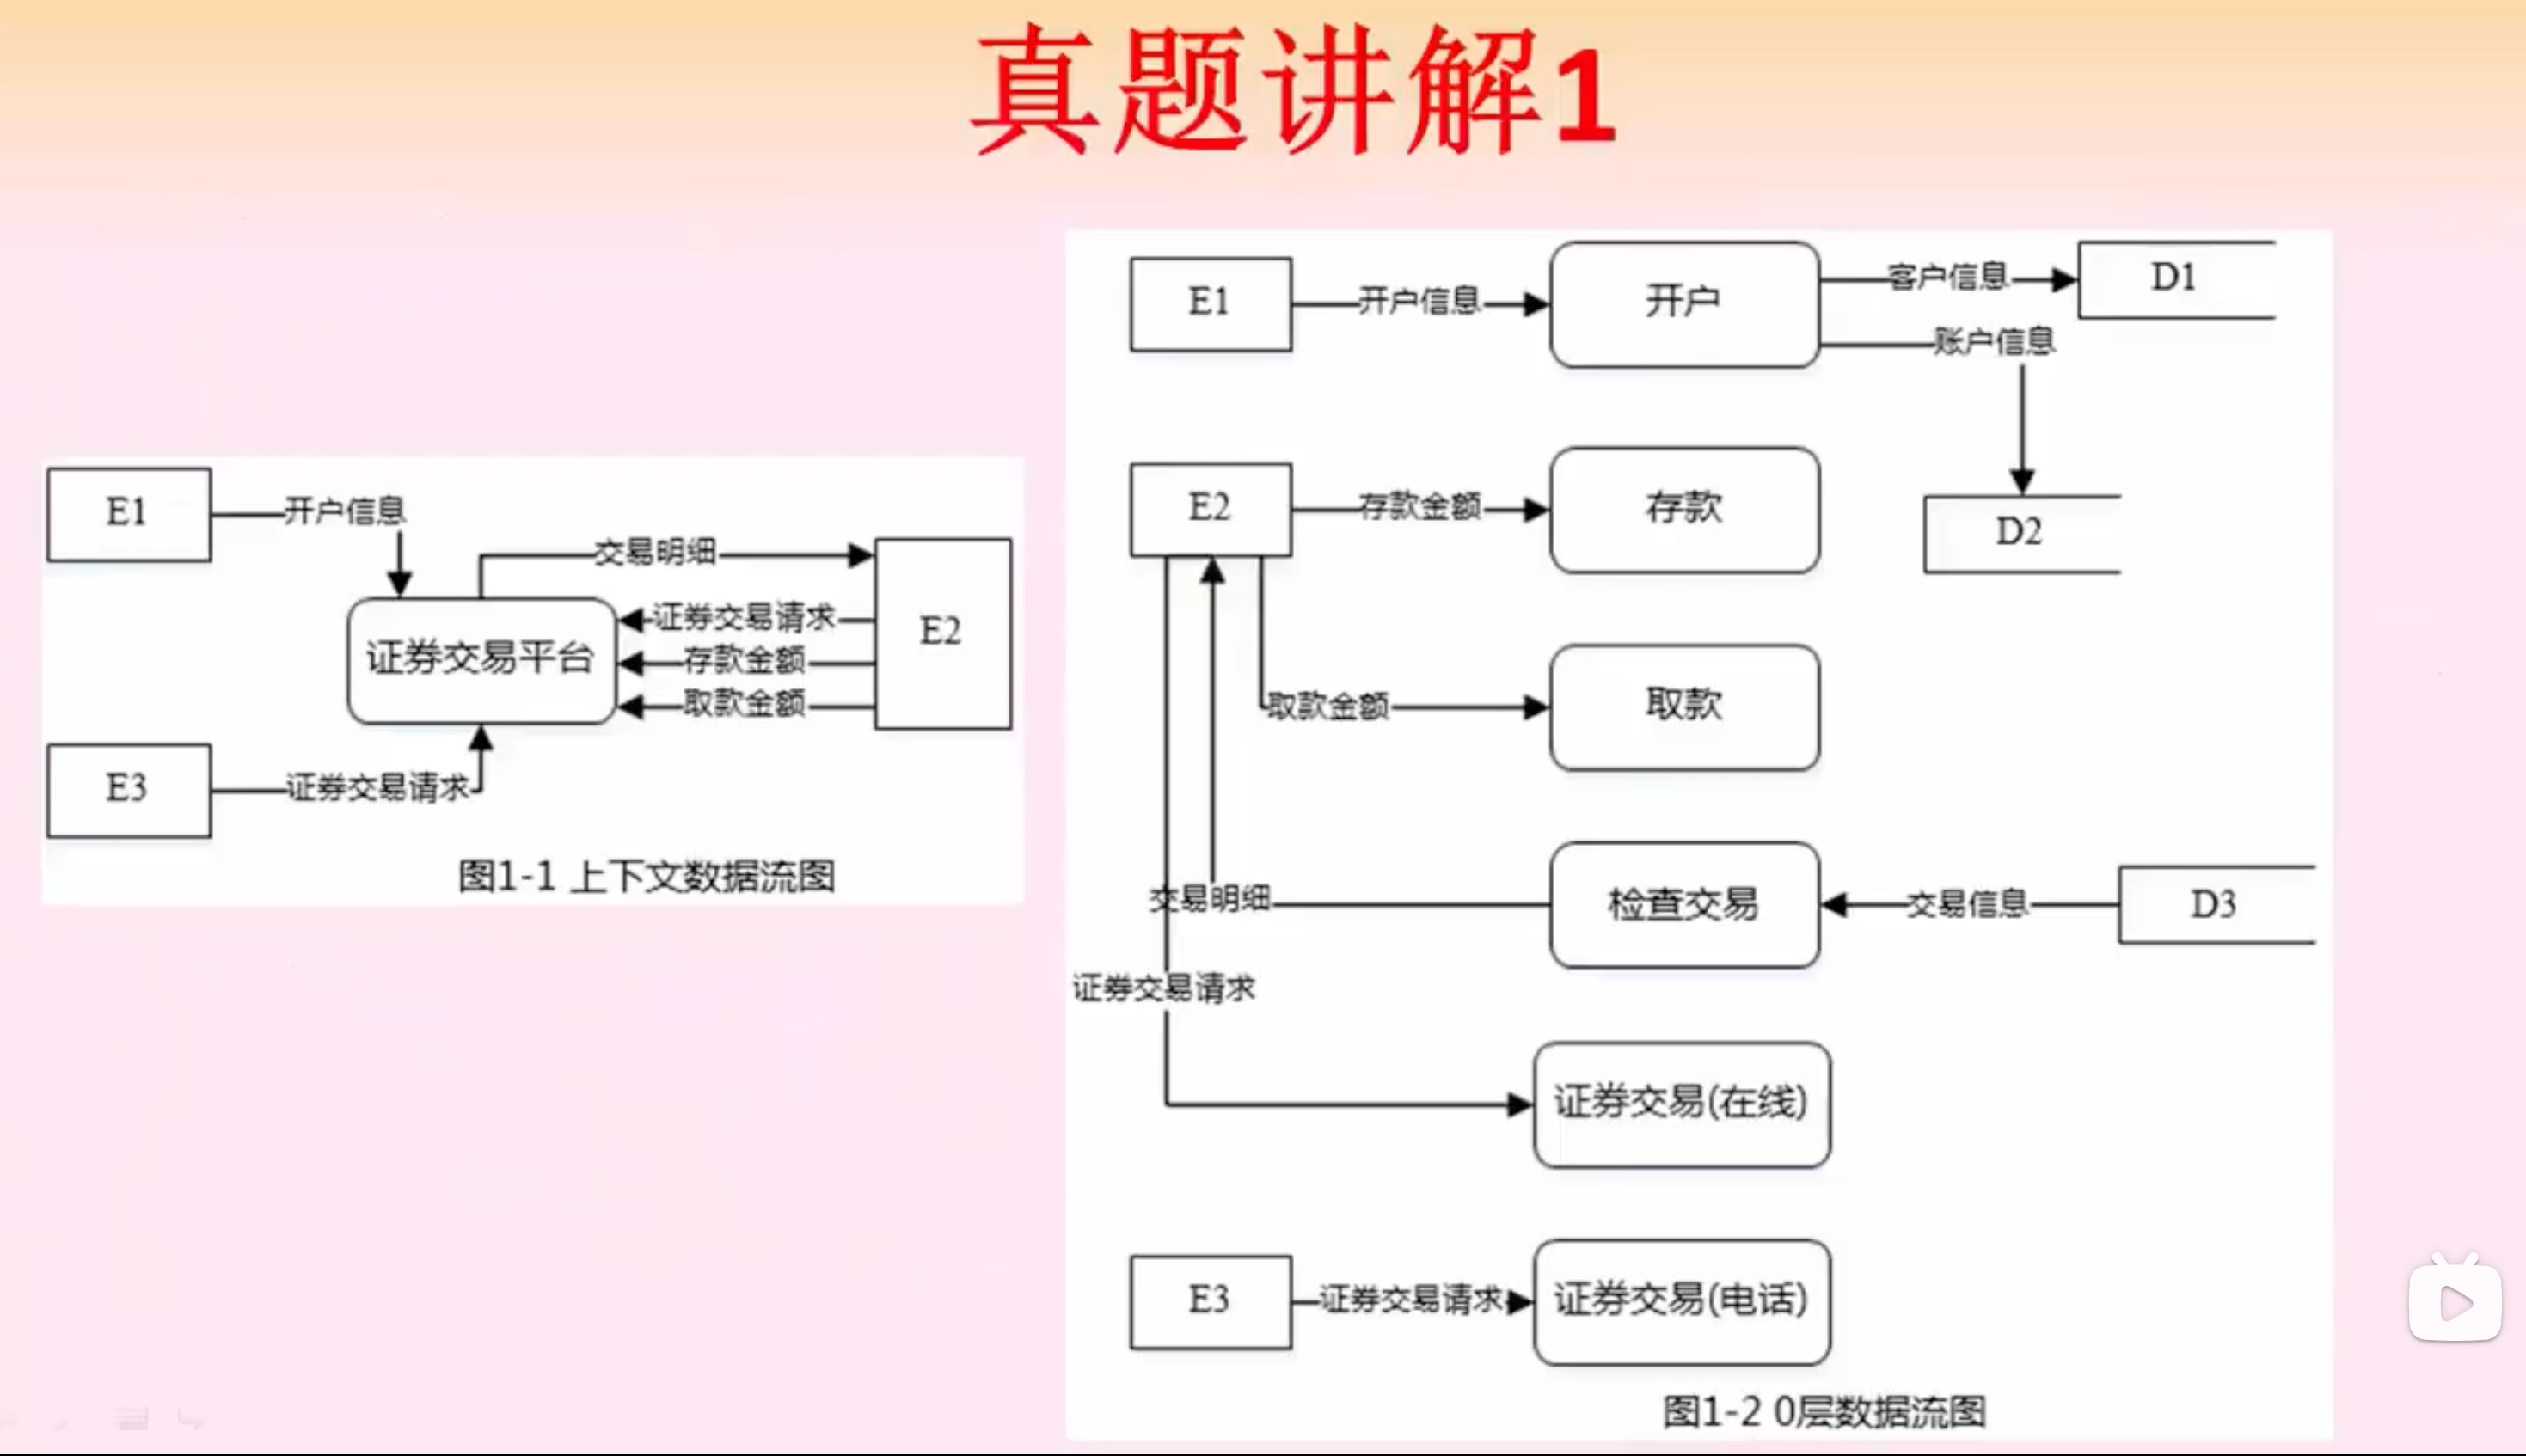 真题讲解1
E1
开户信息
交易明细
证券交易请求
存款金额
取款金额
E2
证券交易平台
E3
证券交易请求
图1-1 上下文数据流图
E1
开户信息
开户
客户信息
D1
账户信息
D2
E2
存款金额
存款
取款金额
取款
交易明细
检查交易
交易信息
D3
证券交易请求
证券交易(在线)
E3
证券交易请求
证券交易(电话)
图1-2 0层数据流图